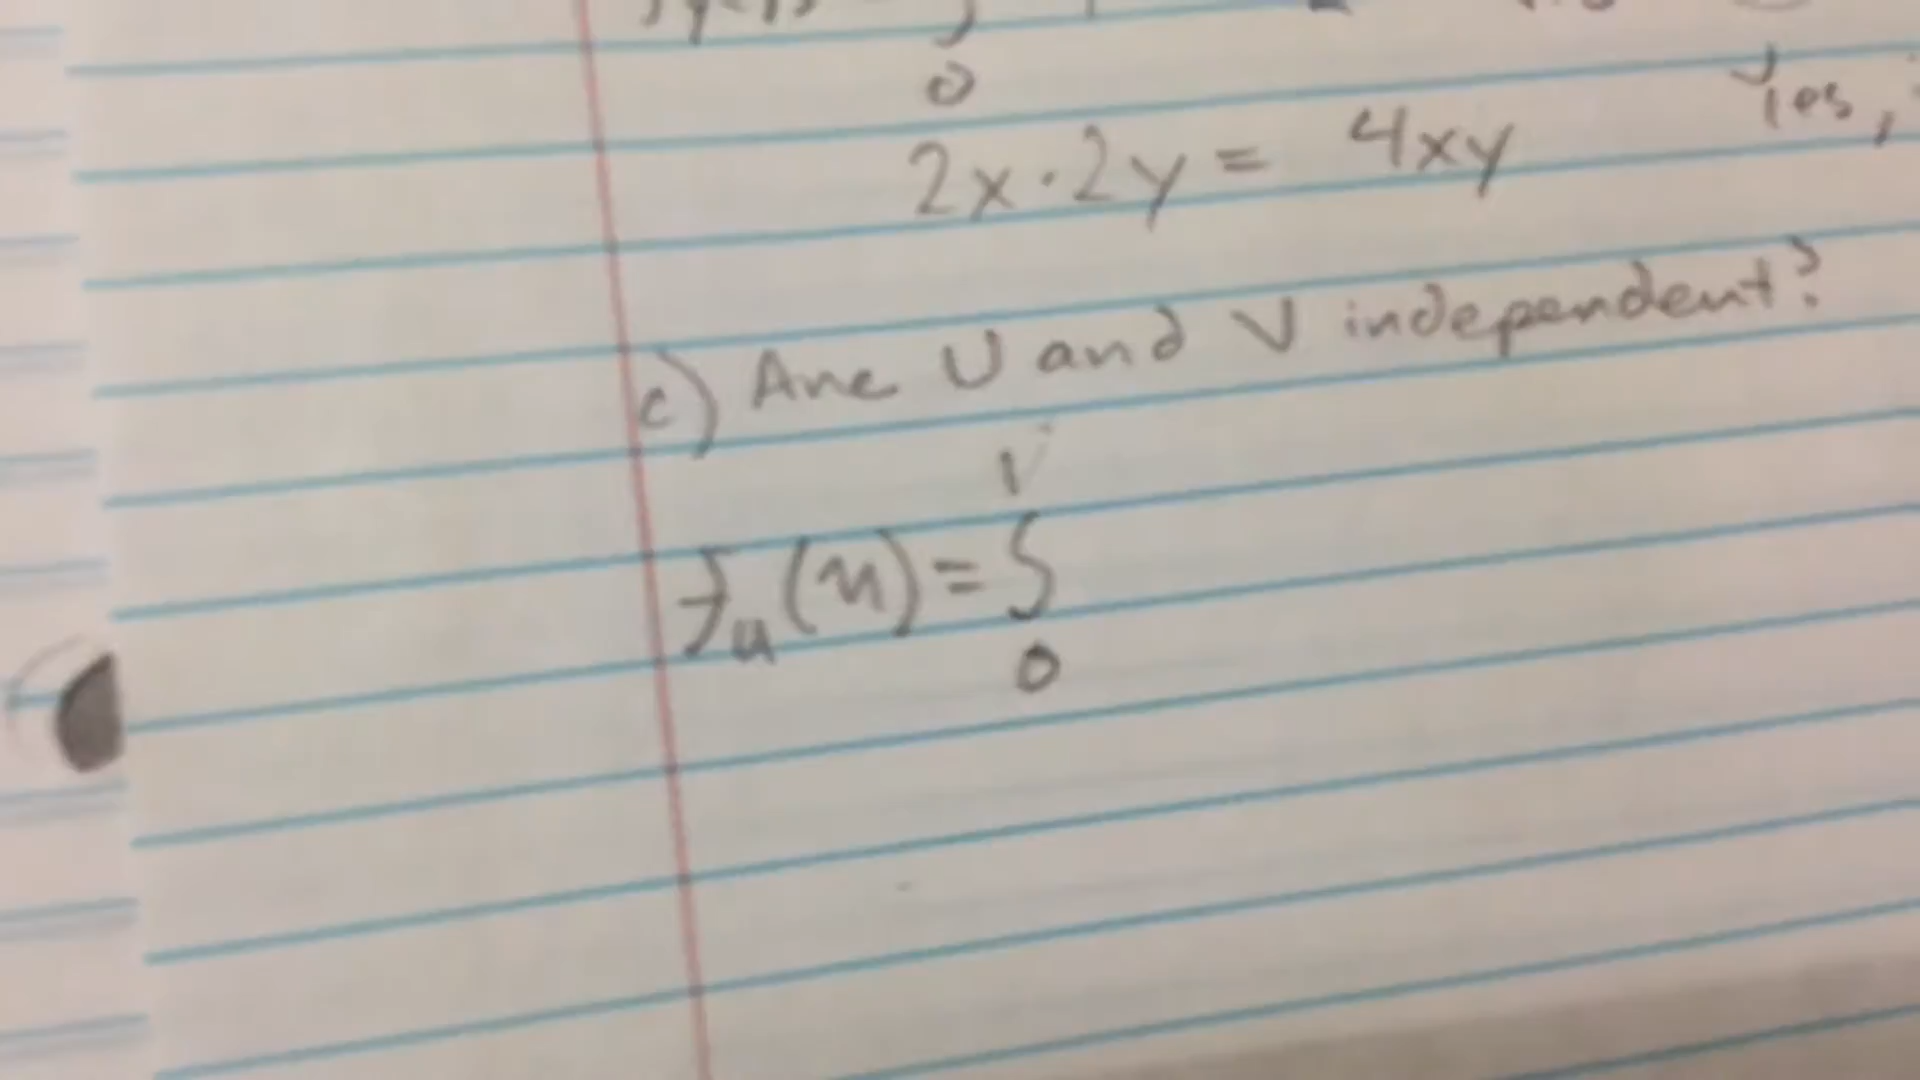 0
yes,
2x·2y = 4xy
c) Are U and V independent?
1
fu(u) = ∫
0